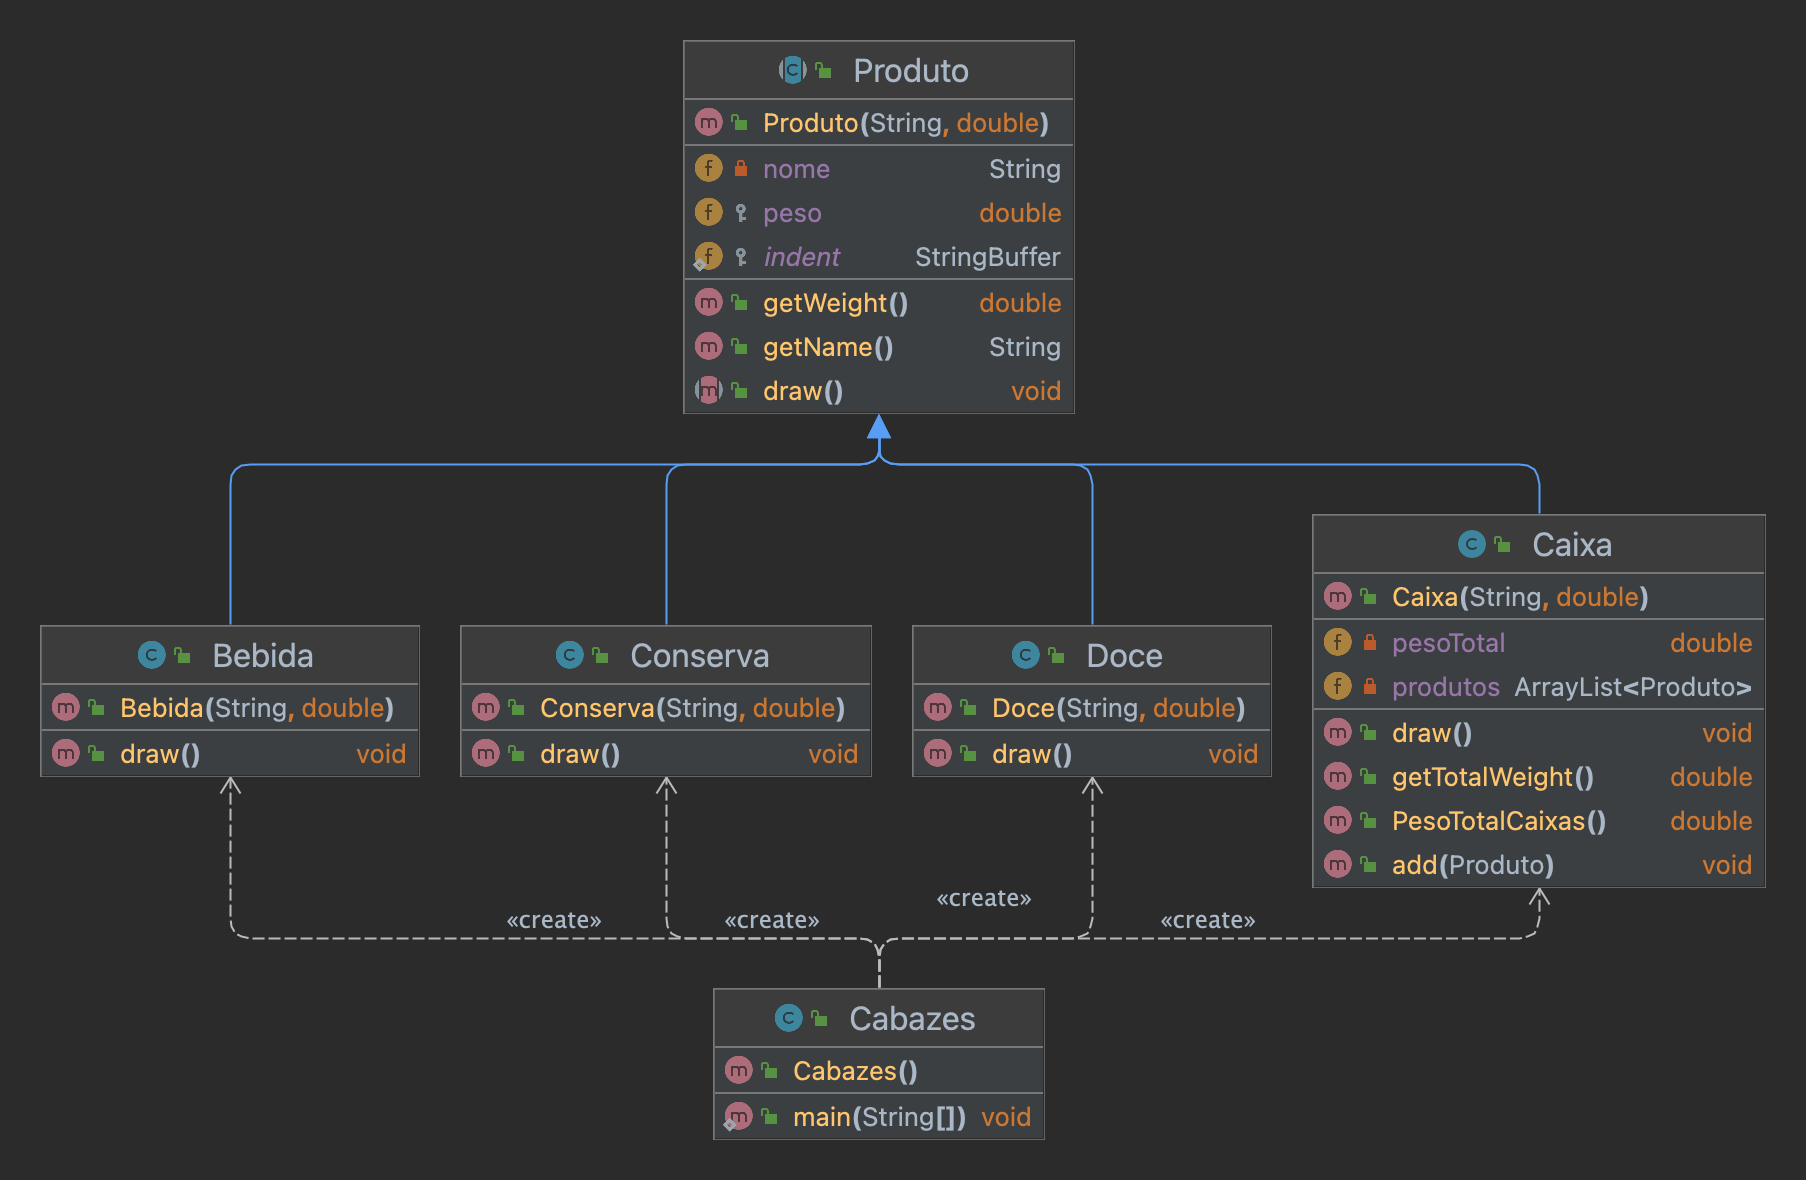 Produto
Produto(String, double)
nome String
peso double
indent StringBuffer
getWeight() double
getName() String
draw() void
Bebida
Bebida(String, double)
draw() void
Conserva
Conserva(String, double)
draw() void
Doce
Doce(String, double)
draw() void
Caixa
Caixa(String, double)
pesoTotal double
produtos ArrayList<Produto>
draw() void
getTotalWeight() double
PesoTotalCaixas() double
add(Produto) void
«create»
«create»
«create»
«create»
Cabazes
Cabazes()
main(String[]) void